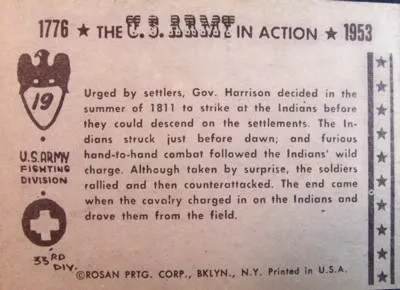 1776 ★ THE U.S. ARMY IN ACTION ★ 1953
19
U.S. ARMY
FIGHTING
DIVISION
33RD
DIV.
Urged by settlers, Gov. Harrison decided in the
summer of 1811 to strike at the Indians before
they could descend on the settlements. The In-
dians struck just before dawn; and furious
hand-to-hand combat followed the Indians' wild
charge. Although taken by surprise, the soldiers
rallied and then counterattacked. The end came
when the cavalry charged in on the Indians and
drove them from the field.
©ROSAN PRTG. CORP., BKLYN., N.Y. Printed in U.S.A.